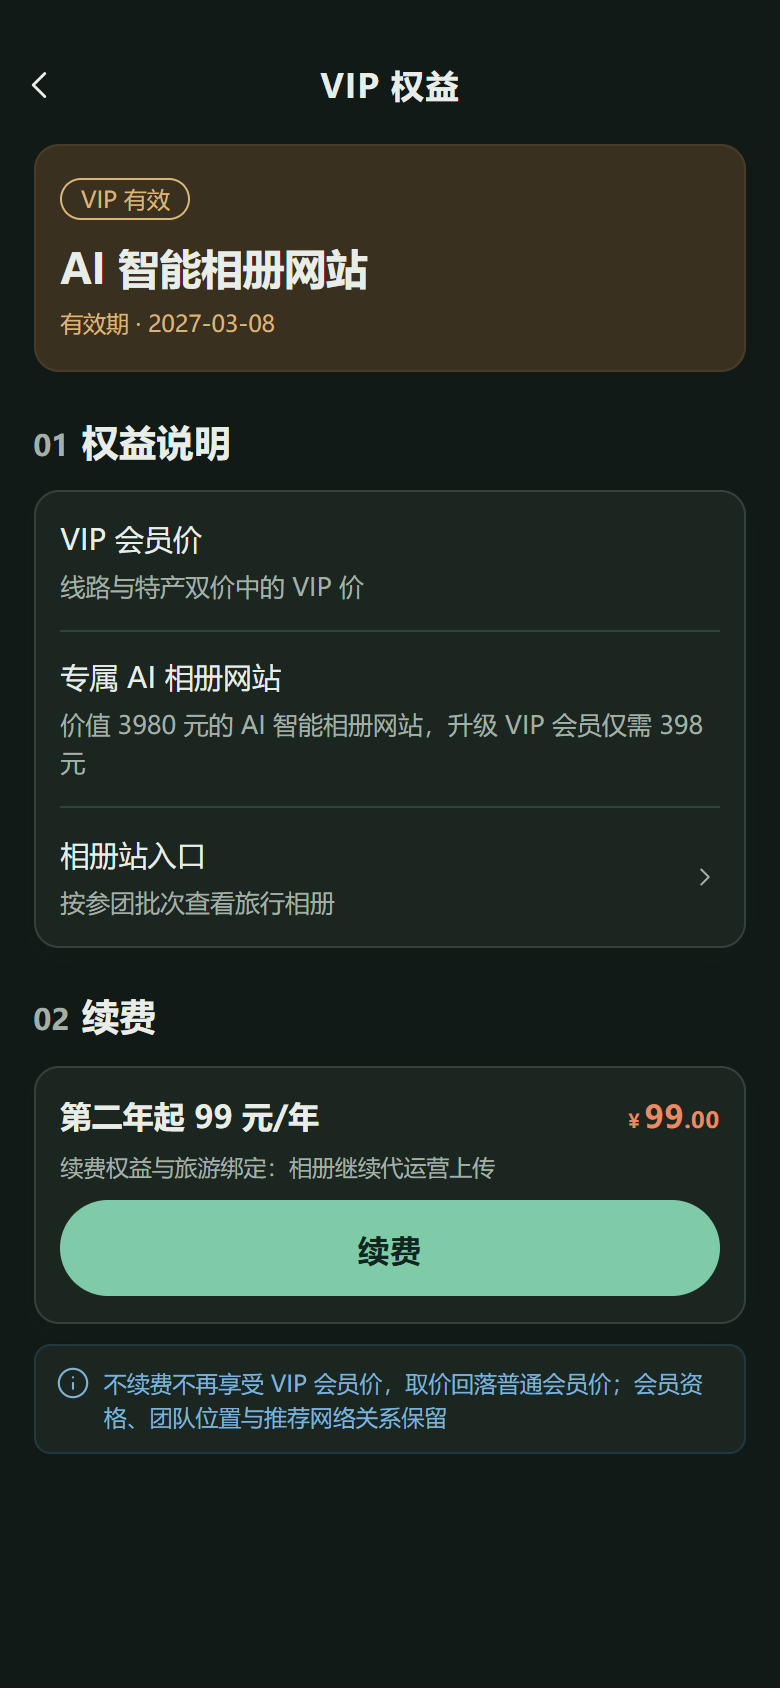 VIP 权益
VIP 有效
AI 智能相册网站
有效期 · 2027-03-08
01 权益说明
VIP 会员价
线路与特产双价中的 VIP 价
专属 AI 相册网站
价值 3980 元的 AI 智能相册网站，升级 VIP 会员仅需 398
元
相册站入口
按参团批次查看旅行相册
02 续费
第二年起 99 元/年 ¥99.00
续费权益与旅游绑定：相册继续代运营上传
续费
不续费不再享受 VIP 会员价，取价回落普通会员价；会员资
格、团队位置与推荐网络关系保留